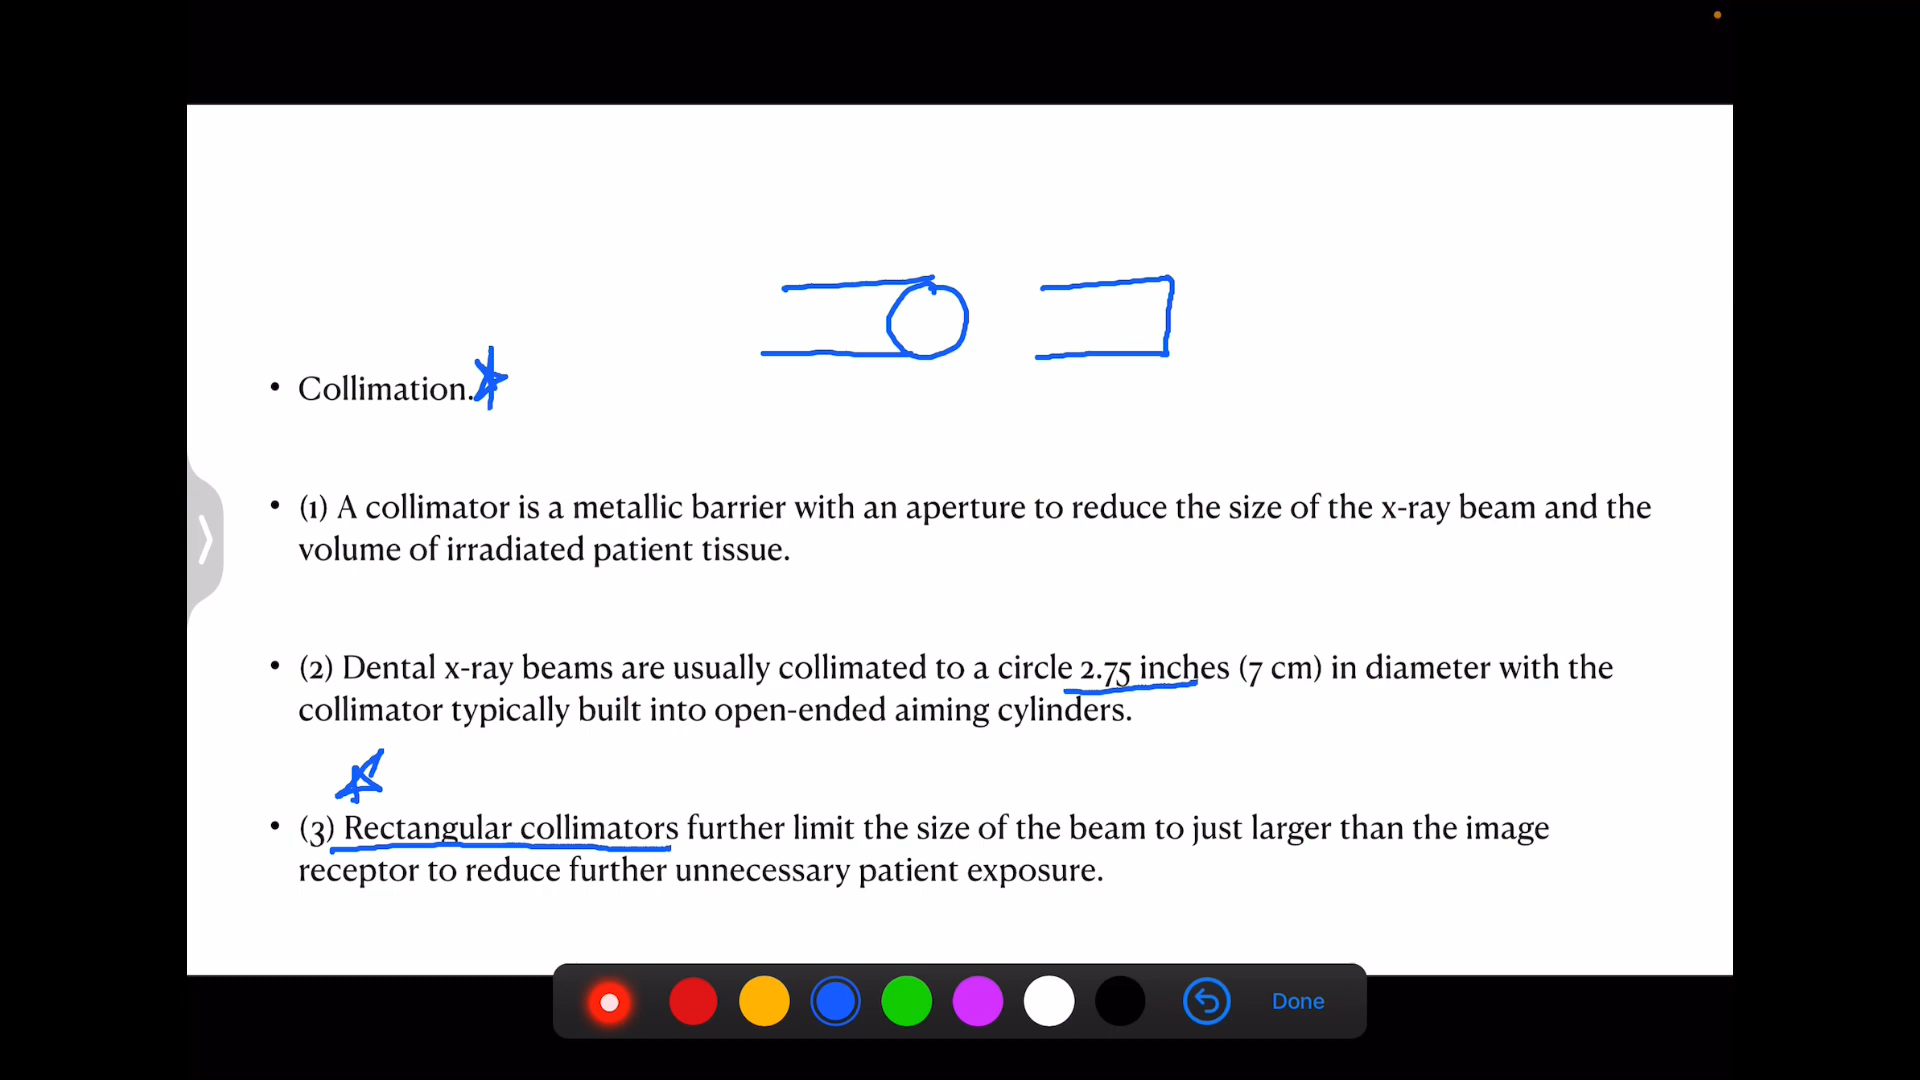 • Collimation.
• (1) A collimator is a metallic barrier with an aperture to reduce the size of the x-ray beam and the
volume of irradiated patient tissue.
• (2) Dental x-ray beams are usually collimated to a circle 2.75 inches (7 cm) in diameter with the
collimator typically built into open-ended aiming cylinders.
• (3) Rectangular collimators further limit the size of the beam to just larger than the image
receptor to reduce further unnecessary patient exposure.
Done